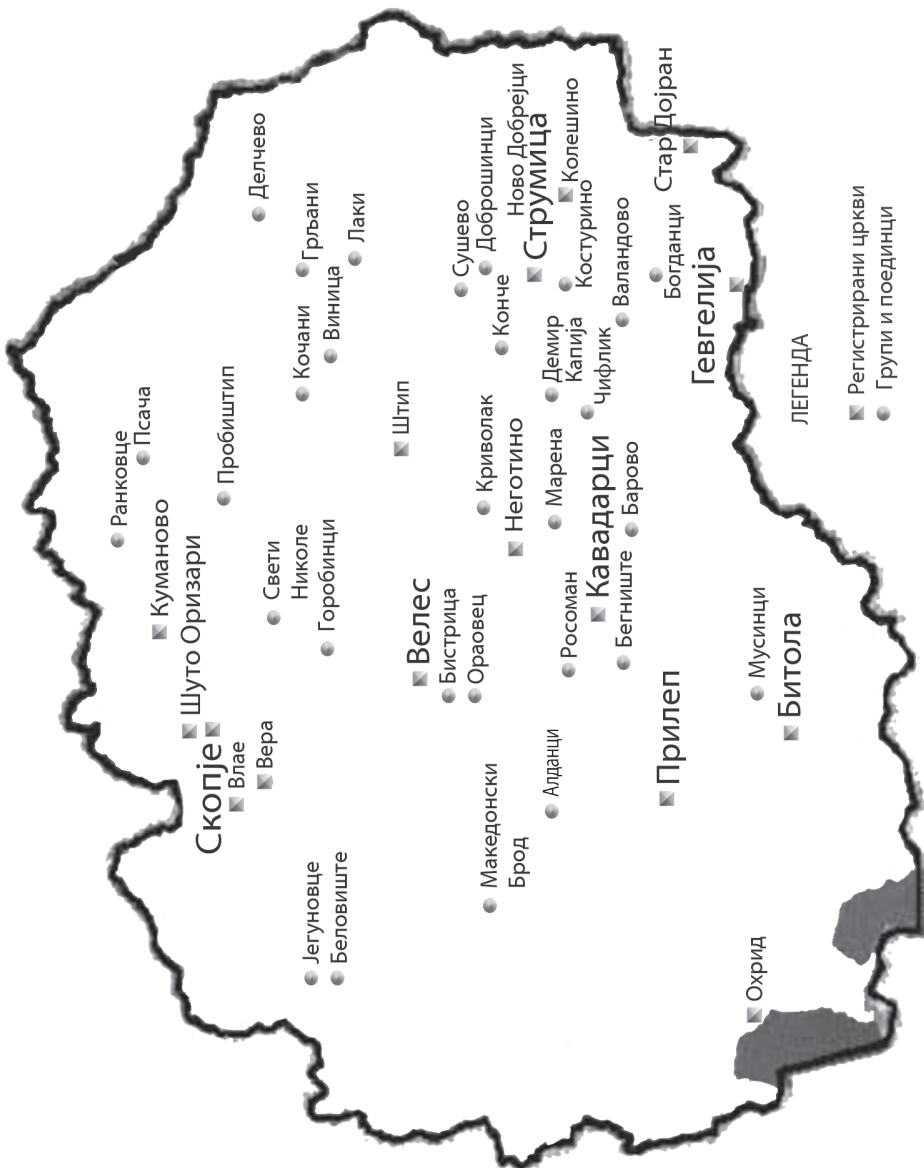 Ранковце
Псача
Куманово
Шуто Оризари
Скопје
Влае
Вера
Пробиштип
Делчево
Свети
Николе
Горобинци
Кочани
Грљани
Виница
Лаки
Јегуновце
Беловиште
Штип
Велес
Бистрица
Ораовец
Сушево
Доброшинци
Ново Добрејци
Струмица
Конче
Колешино
Костурино
Криволак
Неготино
Македонски
Брод
Алданци
Демир
Капија
Чифлик
Марена
Росоман
Кавадарци
Бегниште
Барово
Валандово
Стар Дојран
Богданци
Гевгелија
Прилеп
Мусинци
Битола
Охрид
ЛЕГЕНДА
Регистрирани цркви
Групи и поединци